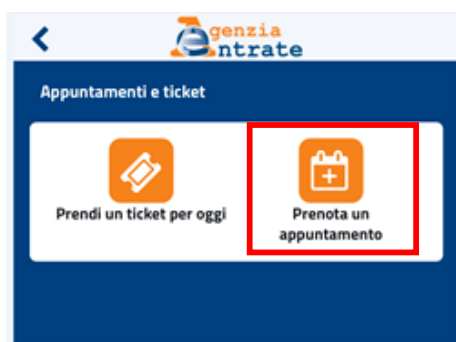 Agenzia
Entrate
Appuntamenti e ticket
Prendi un ticket per oggi
Prenota un
appuntamento